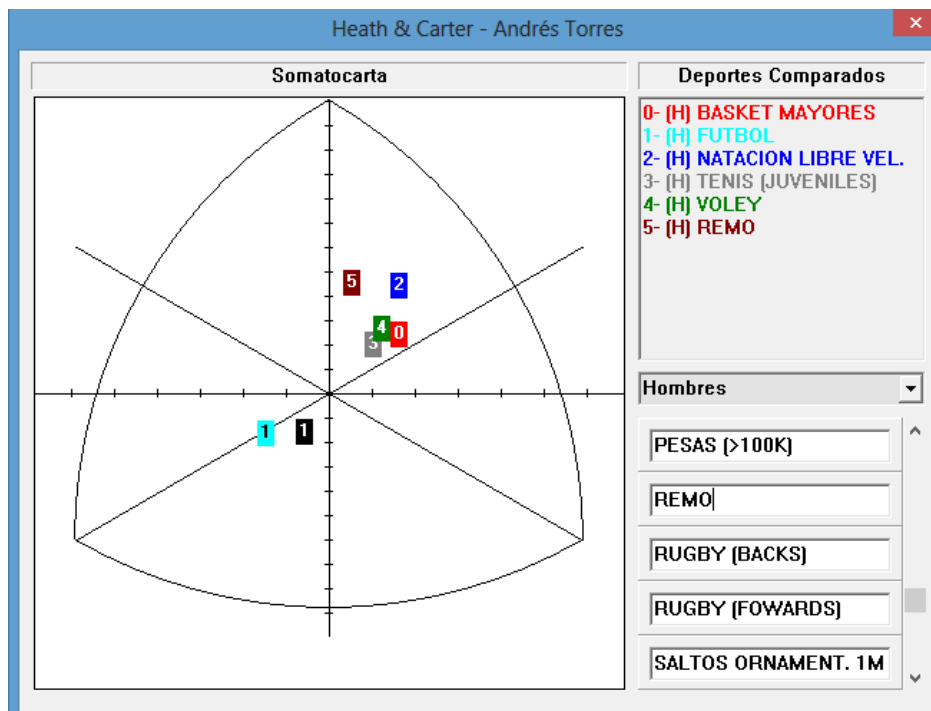 Heath & Carter - Andrés Torres
Somatocarta
Deportes Comparados
0- (H) BASKET MAYORES
1- (H) FUTBOL
2- (H) NATACION LIBRE VEL.
3- (H) TENIS (JUVENILES)
4- (H) VOLEY
5- (H) REMO
5
2
4
0
3
1
1
Hombres
PESAS (>100K)
REMO
RUGBY (BACKS)
RUGBY (FOWARDS)
SALTOS ORNAMENT. 1M